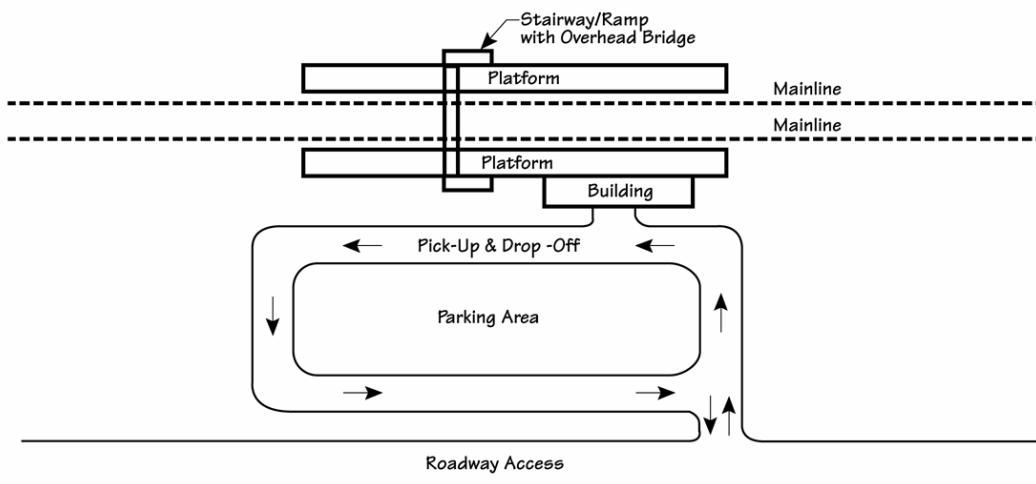 Stairway/Ramp
with Overhead Bridge
Platform
Mainline
Mainline
Platform
Building
Pick-Up & Drop -Off
Parking Area
Roadway Access